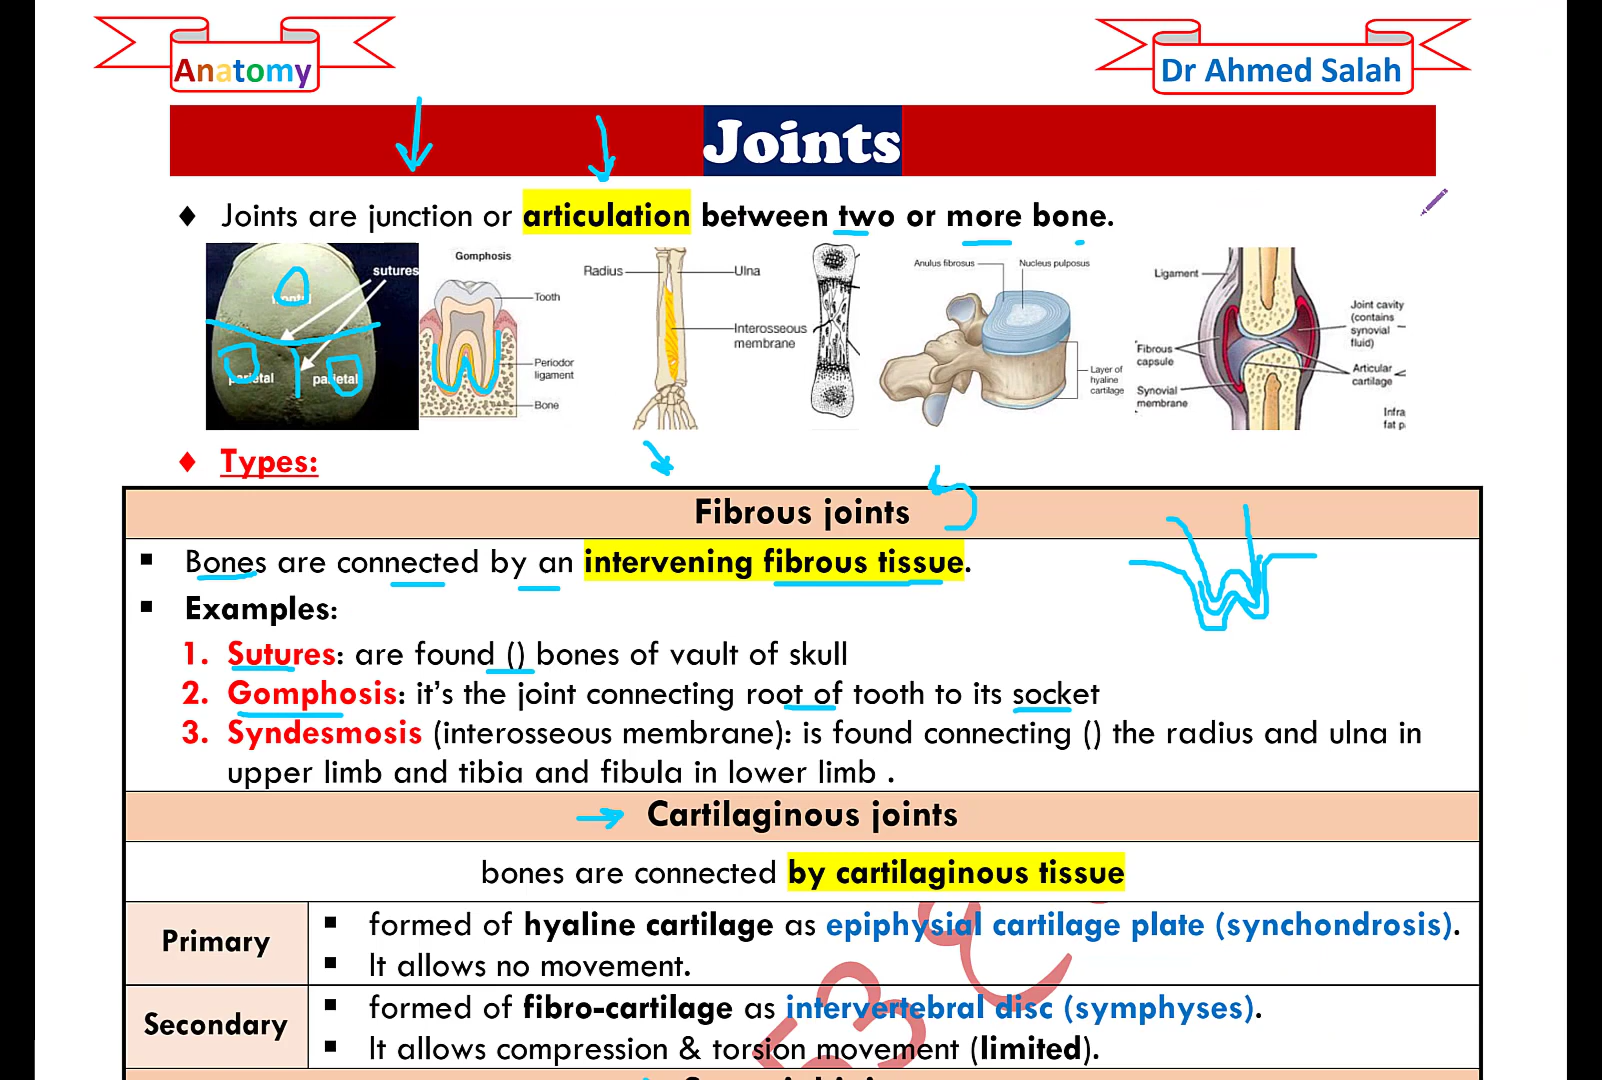 Anatomy
Dr Ahmed Salah
Joints
♦ Joints are junction or articulation between two or more bone.
sutures
frontal
parietal
parietal
Gomphosis
Tooth
Periodor
ligament
Bone
Radius
Ulna
Interosseous
membrane
Anulus fibrosus
Nucleus pulposus
Layer of
hyaline
cartilage
Ligament
Fibrous
capsule
Synovial
membrane
Joint cavity
(contains
synovial
fluid)
Articular
cartilage
Infra
fat p
♦ Types:
Fibrous joints
▪ Bones are connected by an intervening fibrous tissue.
▪ Examples:
1. Sutures: are found () bones of vault of skull
2. Gomphosis: it's the joint connecting root of tooth to its socket
3. Syndesmosis (interosseous membrane): is found connecting () the radius and ulna in
upper limb and tibia and fibula in lower limb .
Cartilaginous joints
bones are connected by cartilaginous tissue
Primary
▪ formed of hyaline cartilage as epiphysial cartilage plate (synchondrosis).
▪ It allows no movement.
Secondary
▪ formed of fibro-cartilage as intervertebral disc (symphyses).
▪ It allows compression & torsion movement (limited).